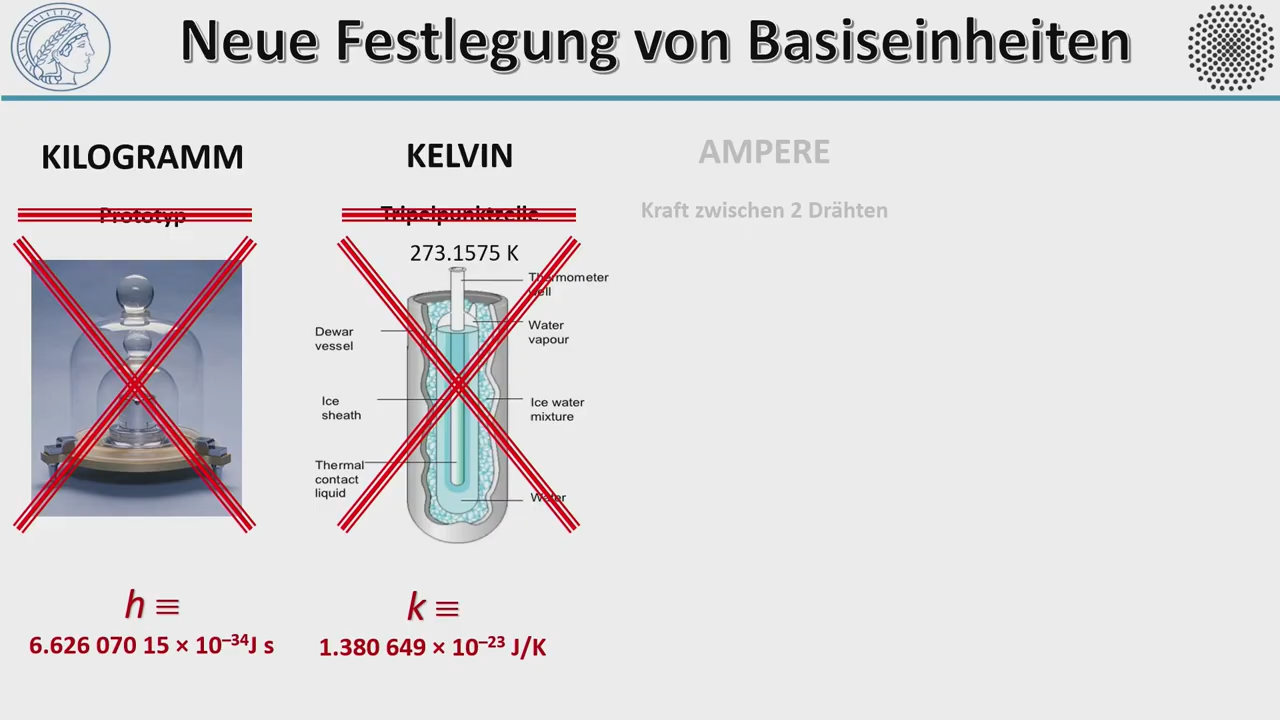 Neue Festlegung von Basiseinheiten
KILOGRAMM
Prototyp
h ≡
6.626 070 15 × 10⁻³⁴J s
KELVIN
Tripelpunktzelle
273.1575 K
Thermometer
well
Dewar
vessel
Water
vapour
Ice
sheath
Ice water
mixture
Thermal
contact
liquid
Water
k ≡
1.380 649 × 10⁻²³ J/K
AMPERE
Kraft zwischen 2 Drähten